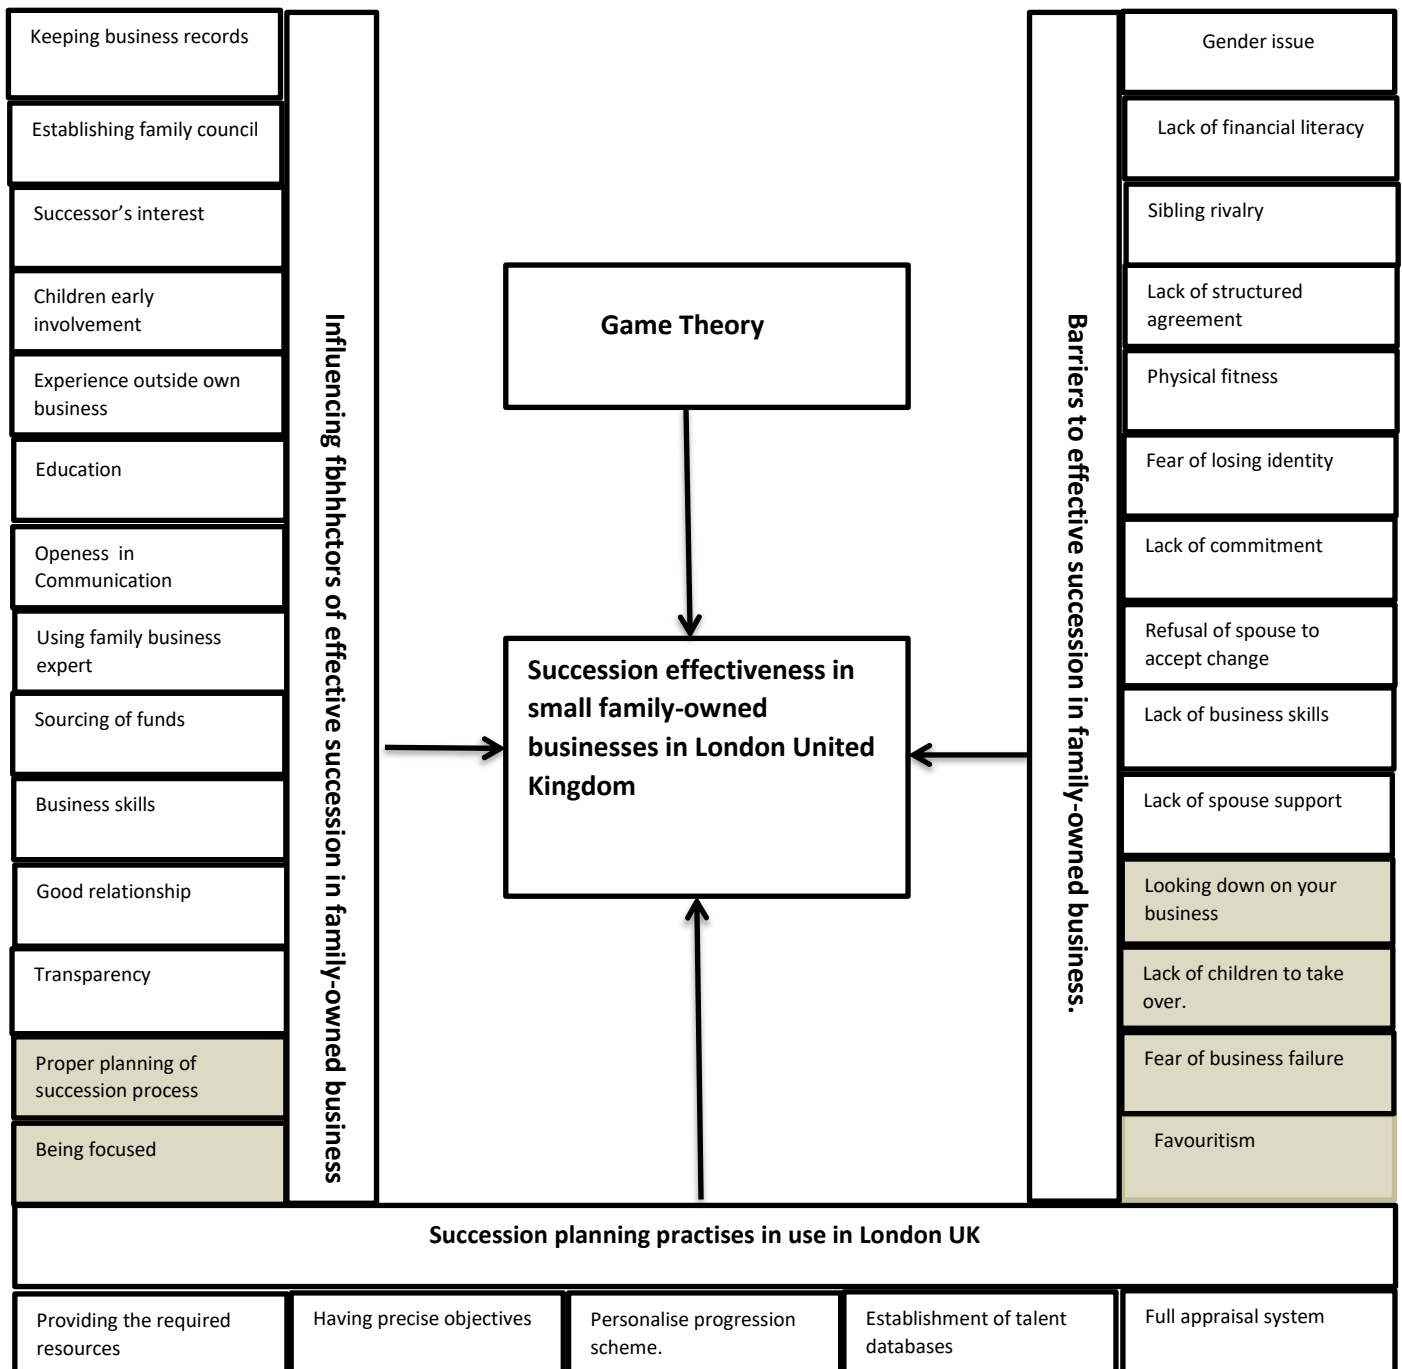 Keeping business records
Establishing family council
Successor’s interest
Children early
involvement
Experience outside own
business
Education
Openess in
Communication
Using family business
expert
Sourcing of funds
Business skills
Good relationship
Transparency
Proper planning of
succession process
Being focused
Influencing fbhhhctors of effective succession in family-owned business
Game Theory
Succession effectiveness in
small family-owned
businesses in London United
Kingdom
Barriers to effective succession in family-owned business.
Gender issue
Lack of financial literacy
Sibling rivalry
Lack of structured
agreement
Physical fitness
Fear of losing identity
Lack of commitment
Refusal of spouse to
accept change
Lack of business skills
Lack of spouse support
Looking down on your
business
Lack of children to take
over.
Fear of business failure
Favouritism
Succession planning practises in use in London UK
Providing the required
resources
Having precise objectives
Personalise progression
scheme.
Establishment of talent
databases
Full appraisal system